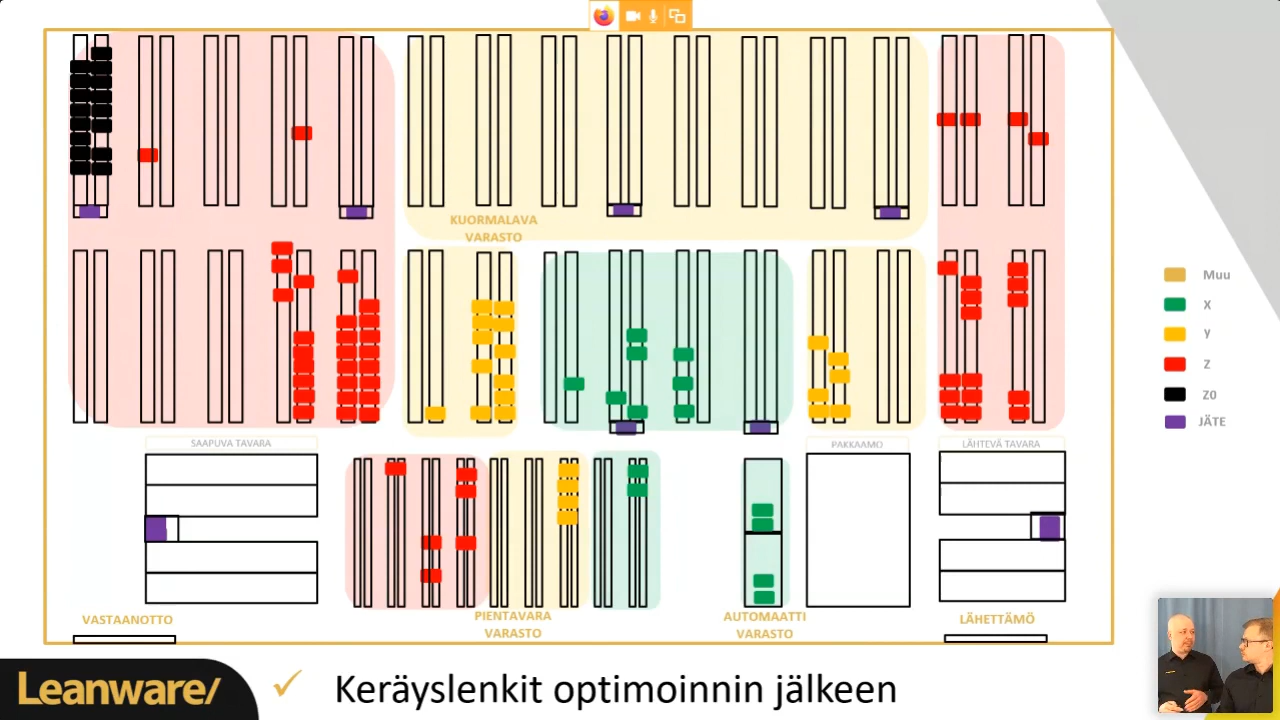 KUORMALAVA
VARASTO
Muu
X
Y
Z
Z0
JÄTE
SAAPUVA TAVARA
PAKKAAMO
LÄHTEVÄ TAVARA
VASTAANOTTO
PIENTAVARA
VARASTO
AUTOMAATTI
VARASTO
LÄHETTÄMÖ
Leanware/
Keräyslenkit optimoinnin jälkeen